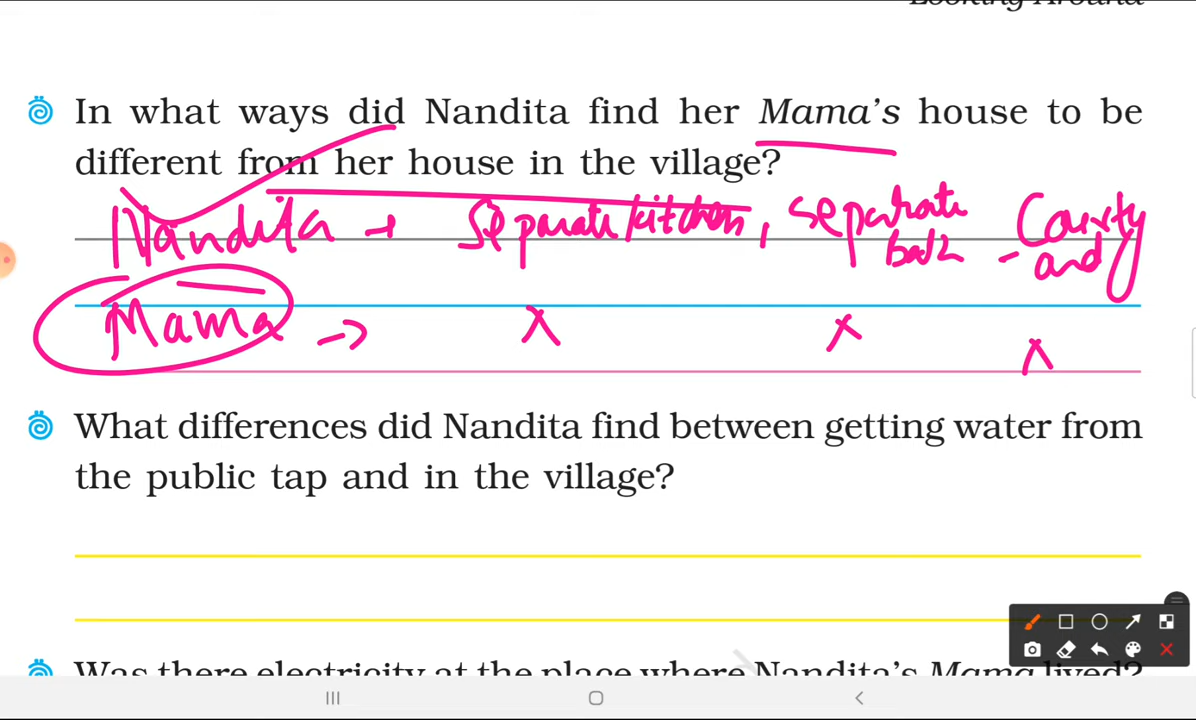 Looking Around
In what ways did Nandita find her Mama's house to be
different from her house in the village?
Nandita → Separate kitchen, separate bath - Courtyand
Mama → x x x
What differences did Nandita find between getting water from
the public tap and in the village?
Was there electricity at the place where Nandita's Mama lived?